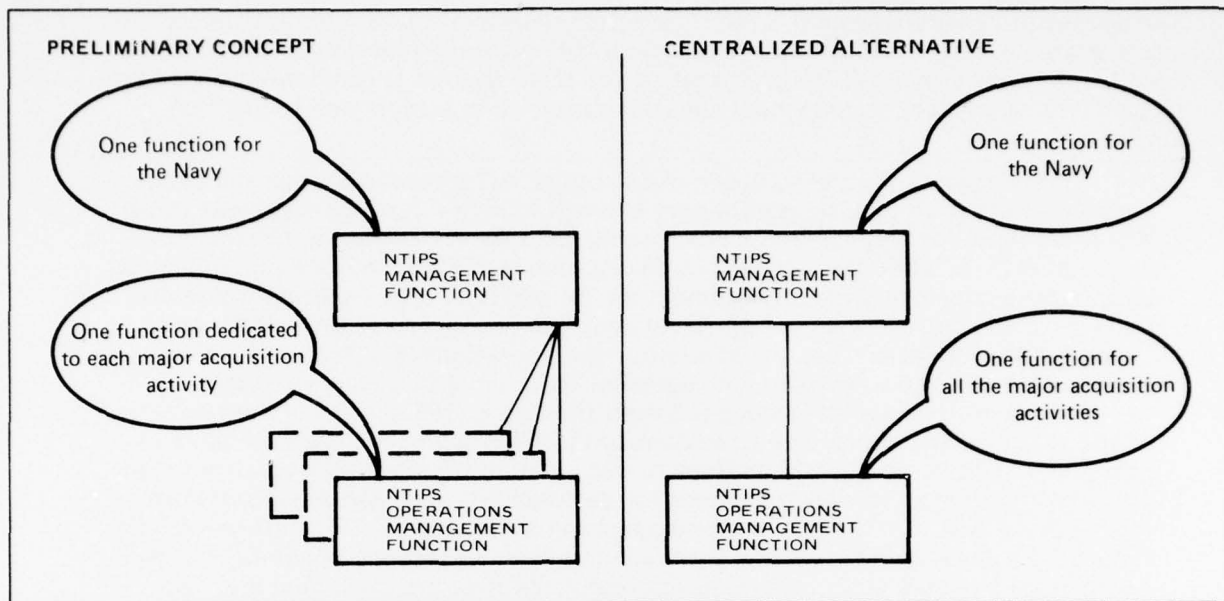 PRELIMINARY CONCEPT
One function for
the Navy
NTIPS
MANAGEMENT
FUNCTION
One function dedicated
to each major acquisition
activity
NTIPS
OPERATIONS
MANAGEMENT
FUNCTION
CENTRALIZED ALTERNATIVE
One function for
the Navy
NTIPS
MANAGEMENT
FUNCTION
One function for
all the major acquisition
activities
NTIPS
OPERATIONS
MANAGEMENT
FUNCTION